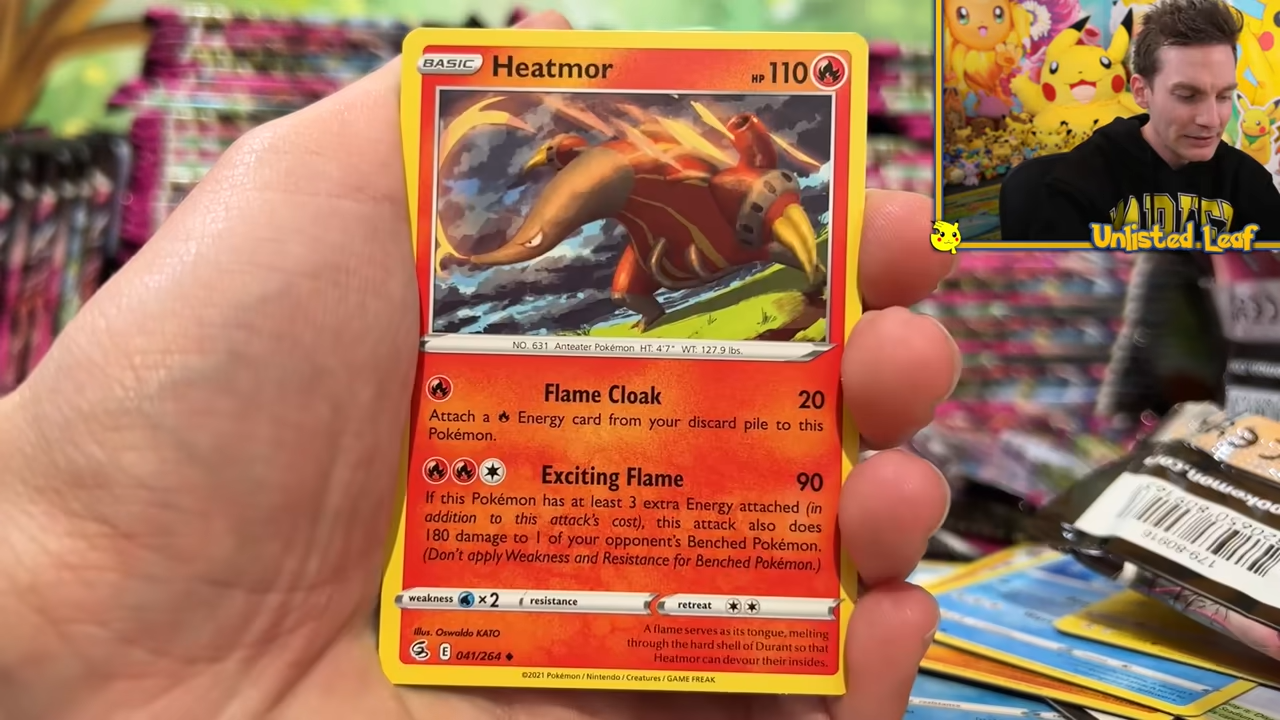 BASIC Heatmor HP 110
NO. 631 Anteater Pokémon HT: 4'7" WT: 127.9 lbs.
Flame Cloak 20
Attach a Energy card from your discard pile to this
Pokémon.
Exciting Flame 90
If this Pokémon has at least 3 extra Energy attached (in
addition to this attack's cost), this attack also does
180 damage to 1 of your opponent's Benched Pokémon.
(Don't apply Weakness and Resistance for Benched Pokémon.)
weakness ×2 resistance retreat
Illus. Oswaldo KATO
E 041/264
A flame serves as its tongue, melting
through the hard shell of Durant so that
Heatmor can devour their insides.
©2021 Pokémon / Nintendo / Creatures / GAME FREAK
Unlisted Leaf
179-80916